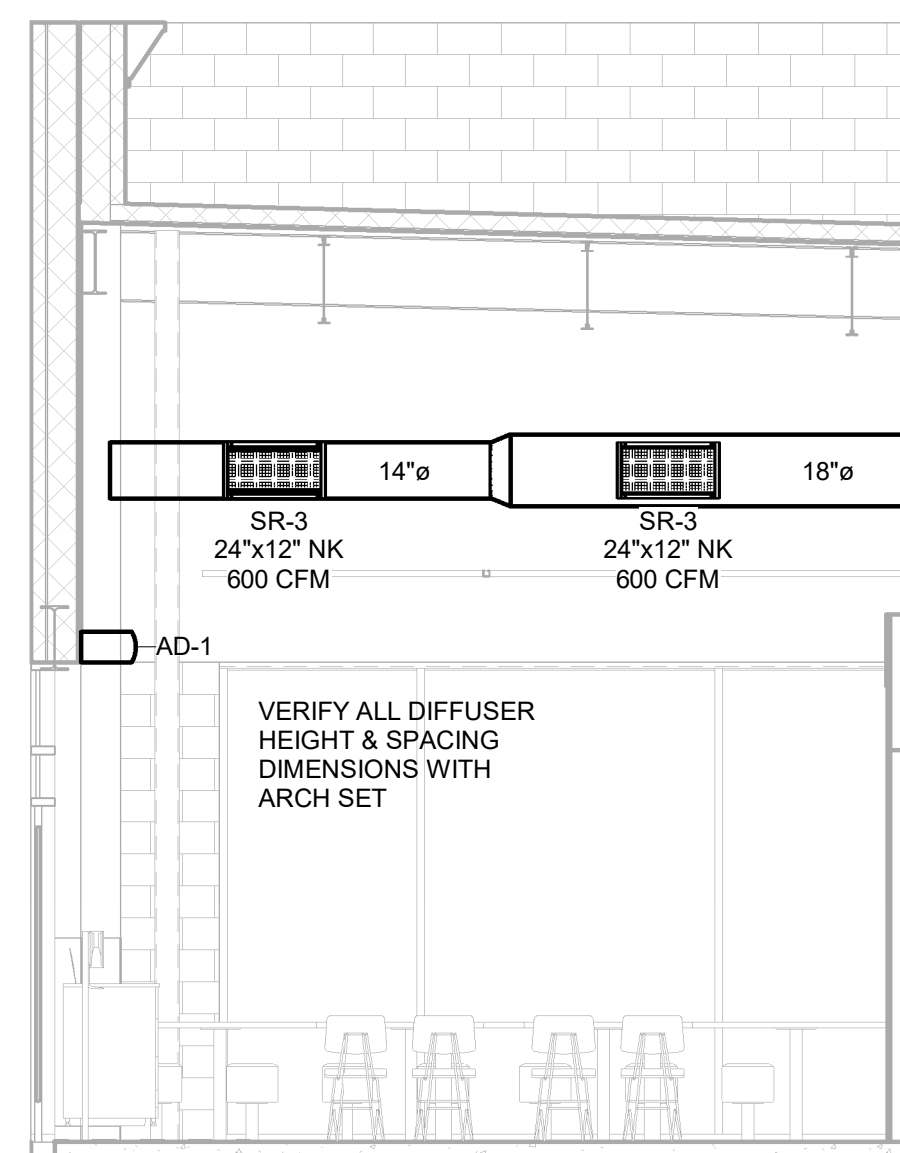 14"ø
18"ø
SR-3
24"x12" NK
600 CFM
SR-3
24"x12" NK
600 CFM
AD-1
VERIFY ALL DIFFUSER
HEIGHT & SPACING
DIMENSIONS WITH
ARCH SET